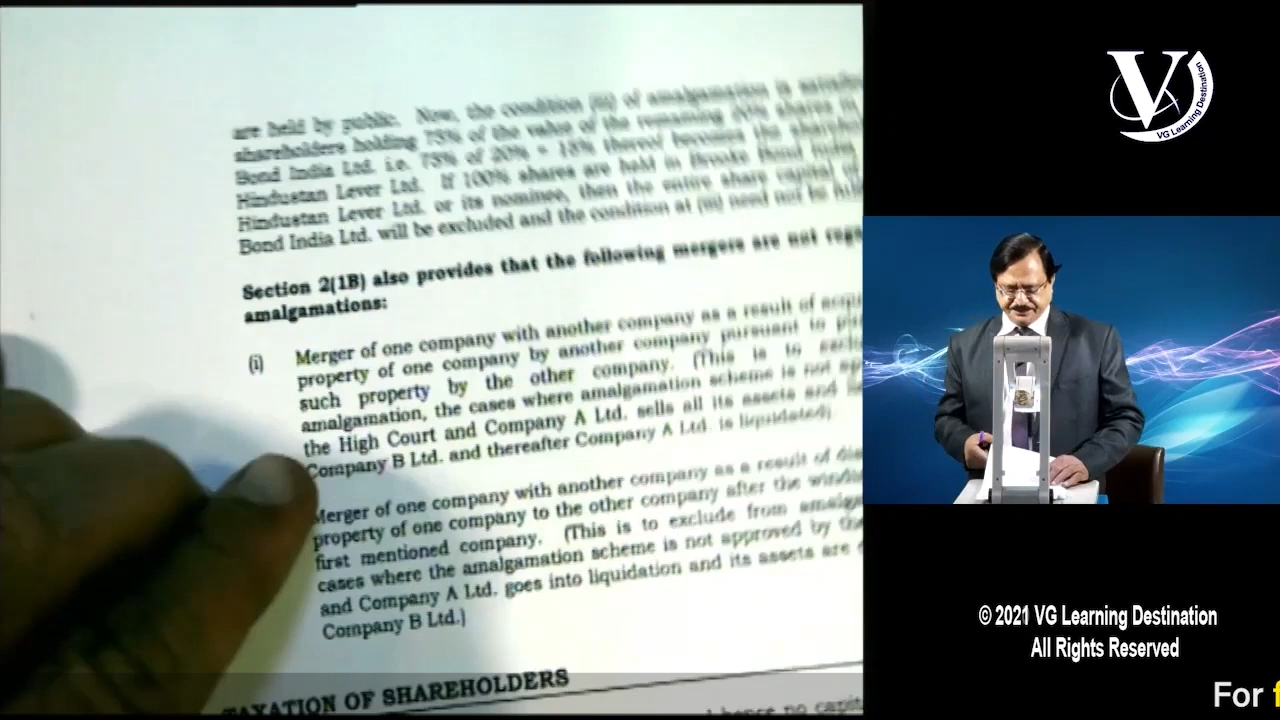 are held by public. Now, the condition (iii) of amalgamation is
shareholders holding 75% of the value of the remaining 20% shares in
Bond India Ltd. i.e. 75% of 20% = 15% thereof becomes the
Hindustan Lever Ltd. If 100% shares are held in Brooke Bond India
Hindustan Lever Ltd. or its nominee, then the entire share capital of
Bond India Ltd. will be excluded and the condition at (iii) need not be
Section 2(1B) also provides that the following mergers are not
amalgamations:
(i) Merger of one company with another company as a result of
property of one company by another company pursuant to
such property by the other company. (This is to
amalgamation, the cases where amalgamation scheme is not
the High Court and Company A Ltd. sells all its assets and
Company B Ltd. and thereafter Company A Ltd. is liquidated)
Merger of one company with another company as a result of
property of one company to the other company after the
first mentioned company. (This is to exclude from
cases where the amalgamation scheme is not approved by the
and Company A Ltd. goes into liquidation and its assets are
Company B Ltd.)
TAXATION OF SHAREHOLDERS
hence no
V
VG Learning Destination
© 2021 VG Learning Destination
All Rights Reserved
For